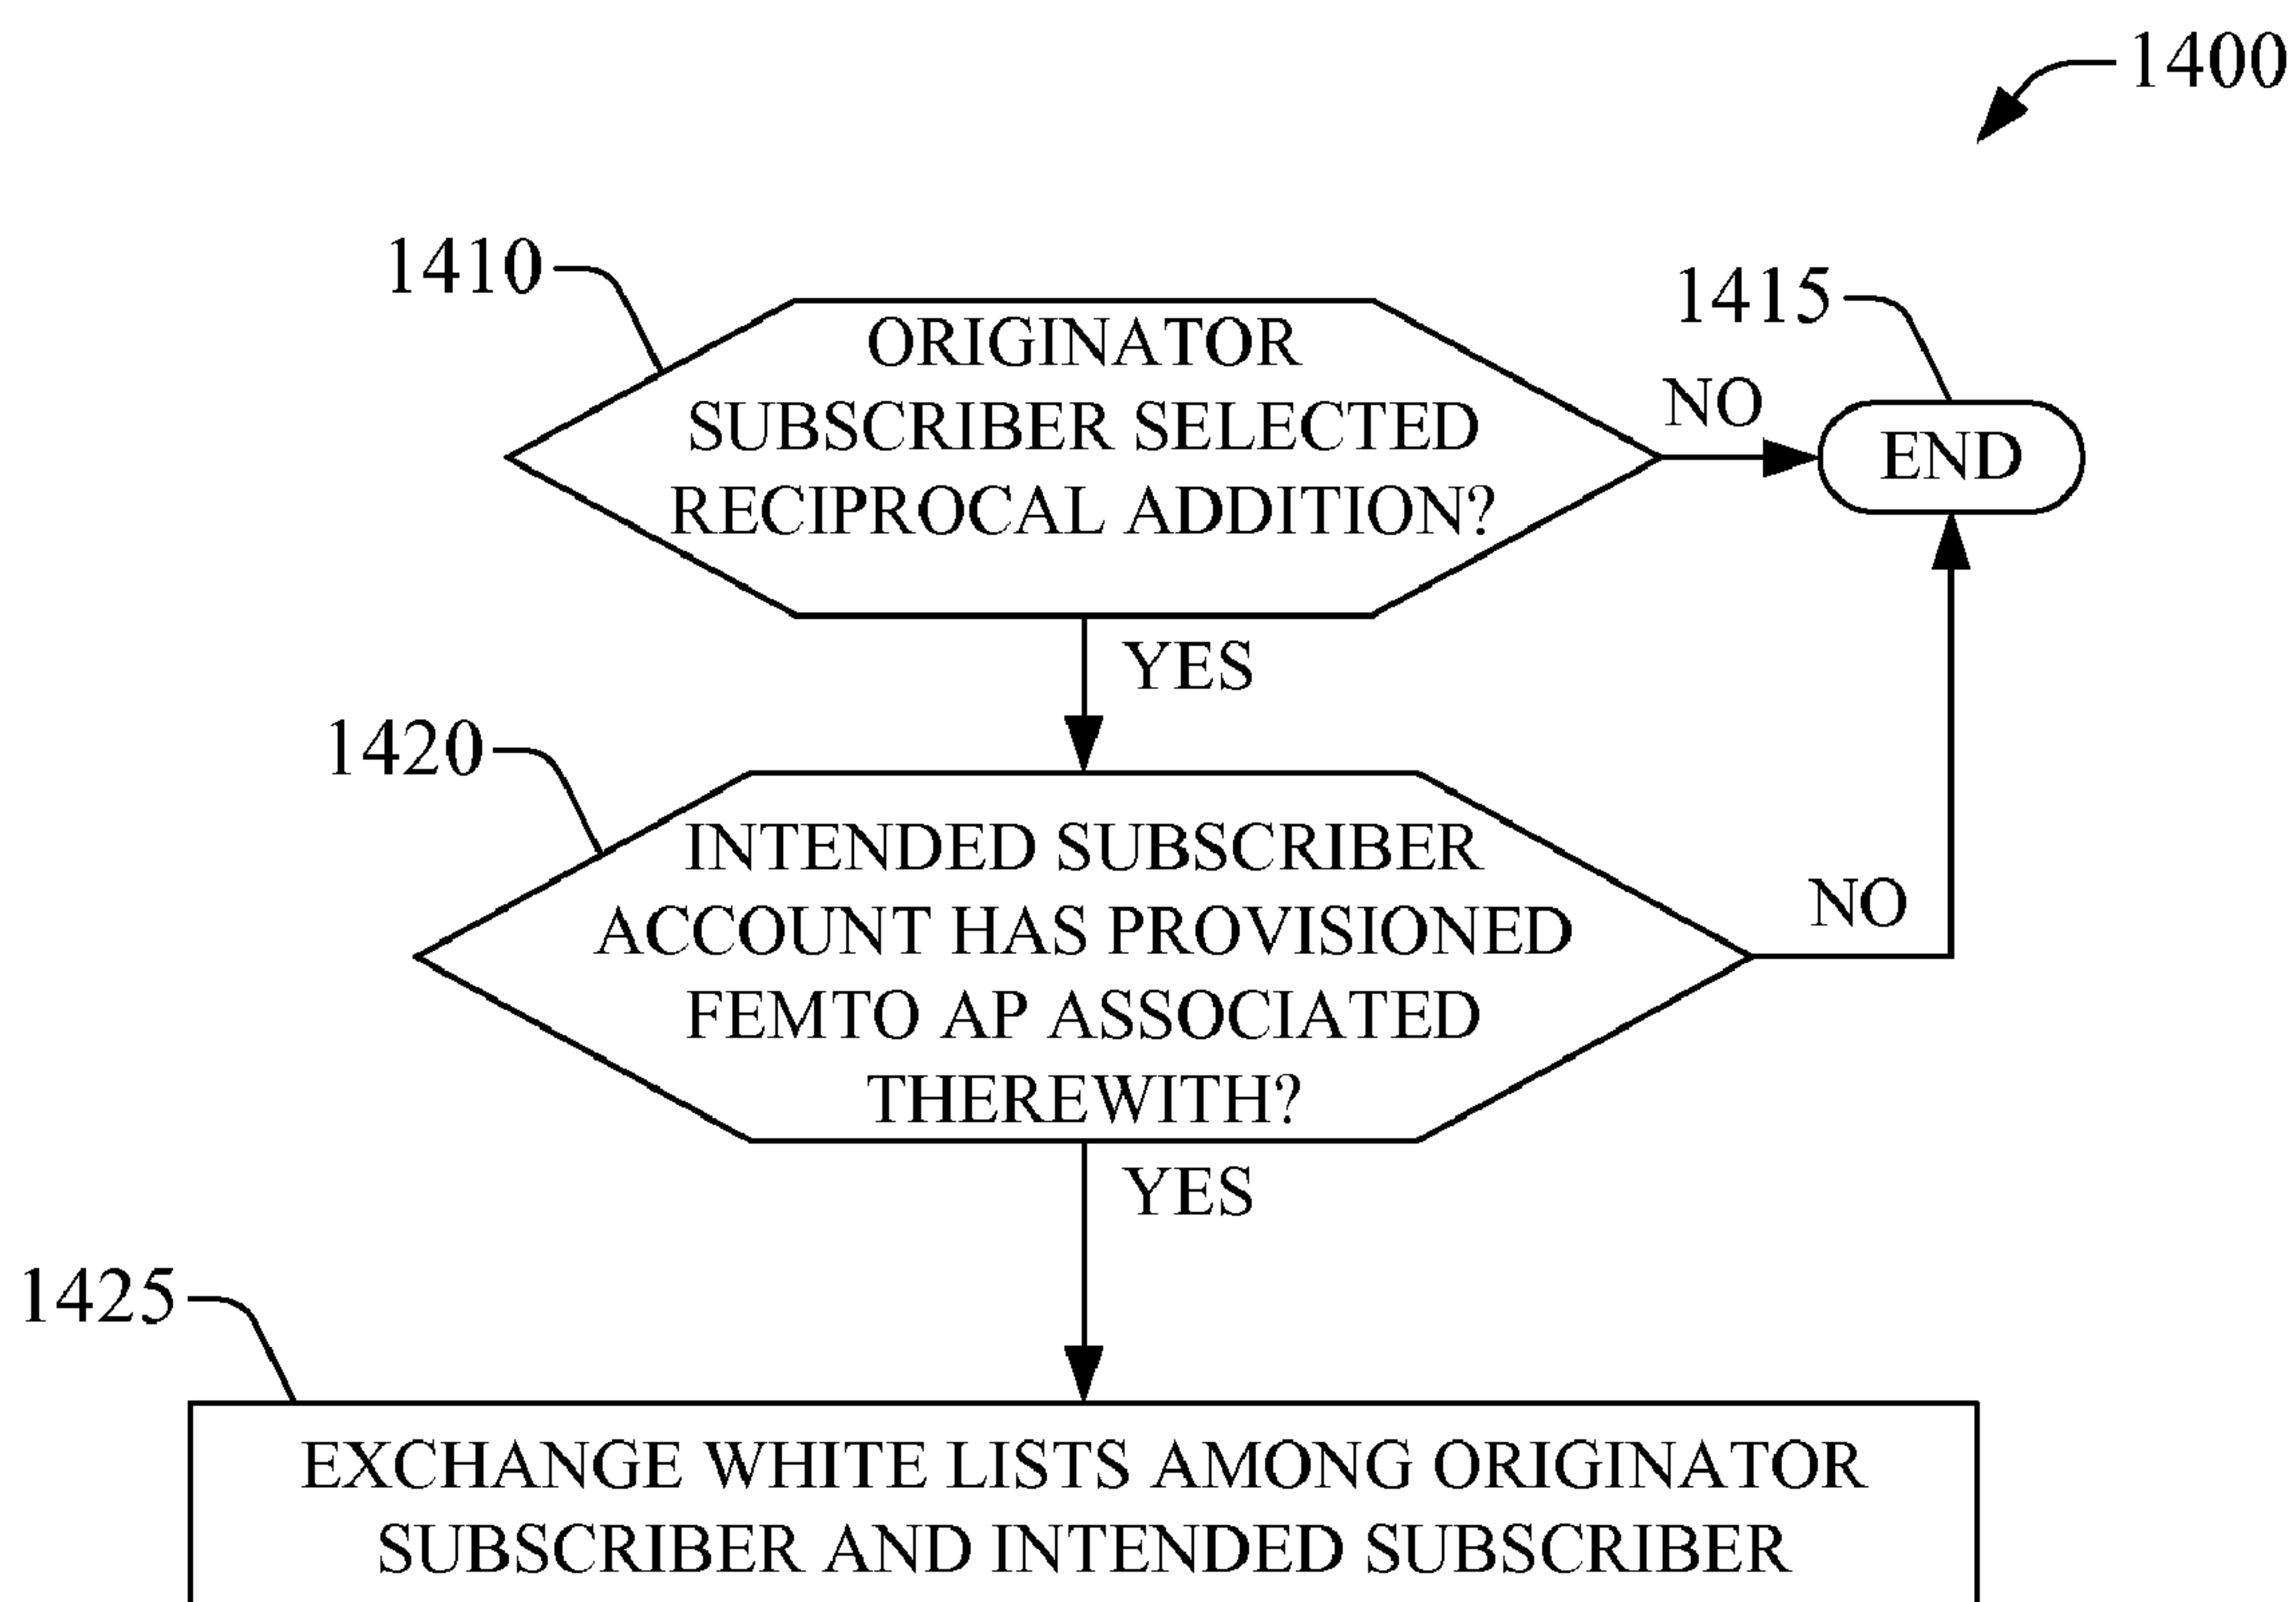 1400
1410
ORIGINATOR
SUBSCRIBER SELECTED
RECIPROCAL ADDITION?
1415
NO
END
YES
1420
INTENDED SUBSCRIBER
ACCOUNT HAS PROVISIONED
FEMTO AP ASSOCIATED
THEREWITH?
NO
YES
1425
EXCHANGE WHITE LISTS AMONG ORIGINATOR
SUBSCRIBER AND INTENDED SUBSCRIBER